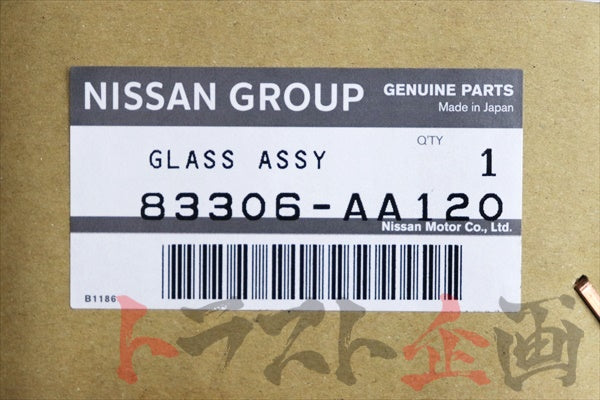 NISSAN GROUP GENUINE PARTS
Made in Japan
Q'TY
GLASS ASSY 1
83306-AA120
Nissan Motor Co., Ltd.
B1186
トラスト企画